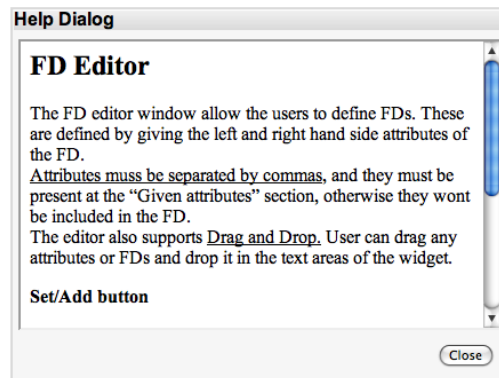 Help Dialog
FD Editor
The FD editor window allow the users to define FDs. These
are defined by giving the left and right hand side attributes of
the FD.
Attributes muss be separated by commas, and they must be
present at the “Given attributes” section, otherwise they wont
be included in the FD.
The editor also supports Drag and Drop. User can drag any
attributes or FDs and drop it in the text areas of the widget.
Set/Add button
Close